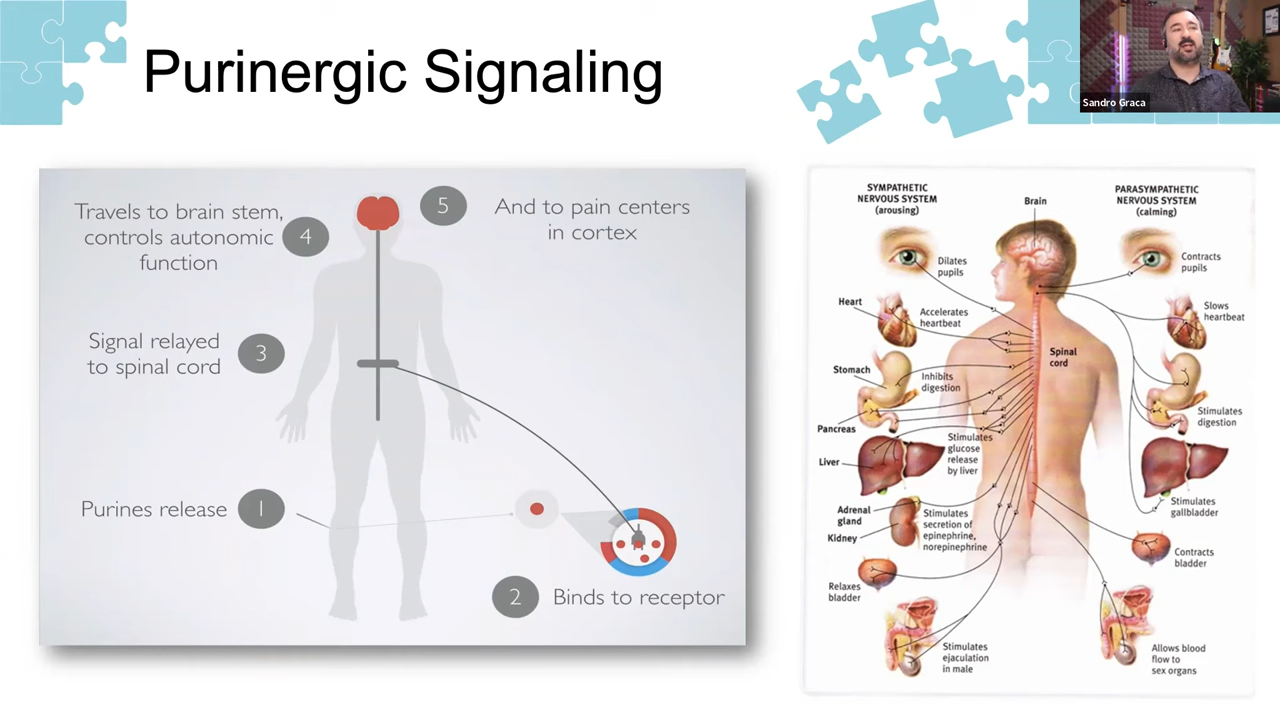 Purinergic Signaling
Sandro Graca
Travels to brain stem,
controls autonomic
function
4
5
And to pain centers
in cortex
Signal relayed
to spinal cord
3
Purines release
1
2
Binds to receptor
SYMPATHETIC
NERVOUS SYSTEM
(arousing)
Brain
PARASYMPATHETIC
NERVOUS SYSTEM
(calming)
Dilates
pupils
Contracts
pupils
Heart
Accelerates
heartbeat
Slows
heartbeat
Spinal
cord
Stomach
Inhibits
digestion
Pancreas
Stimulates
digestion
Liver
Stimulates
glucose
release
by liver
Stimulates
gallbladder
Adrenal
gland
Kidney
Stimulates
secretion of
epinephrine,
norepinephrine
Contracts
bladder
Relaxes
bladder
Stimulates
ejaculation
in male
Allows blood
flow to
sex organs